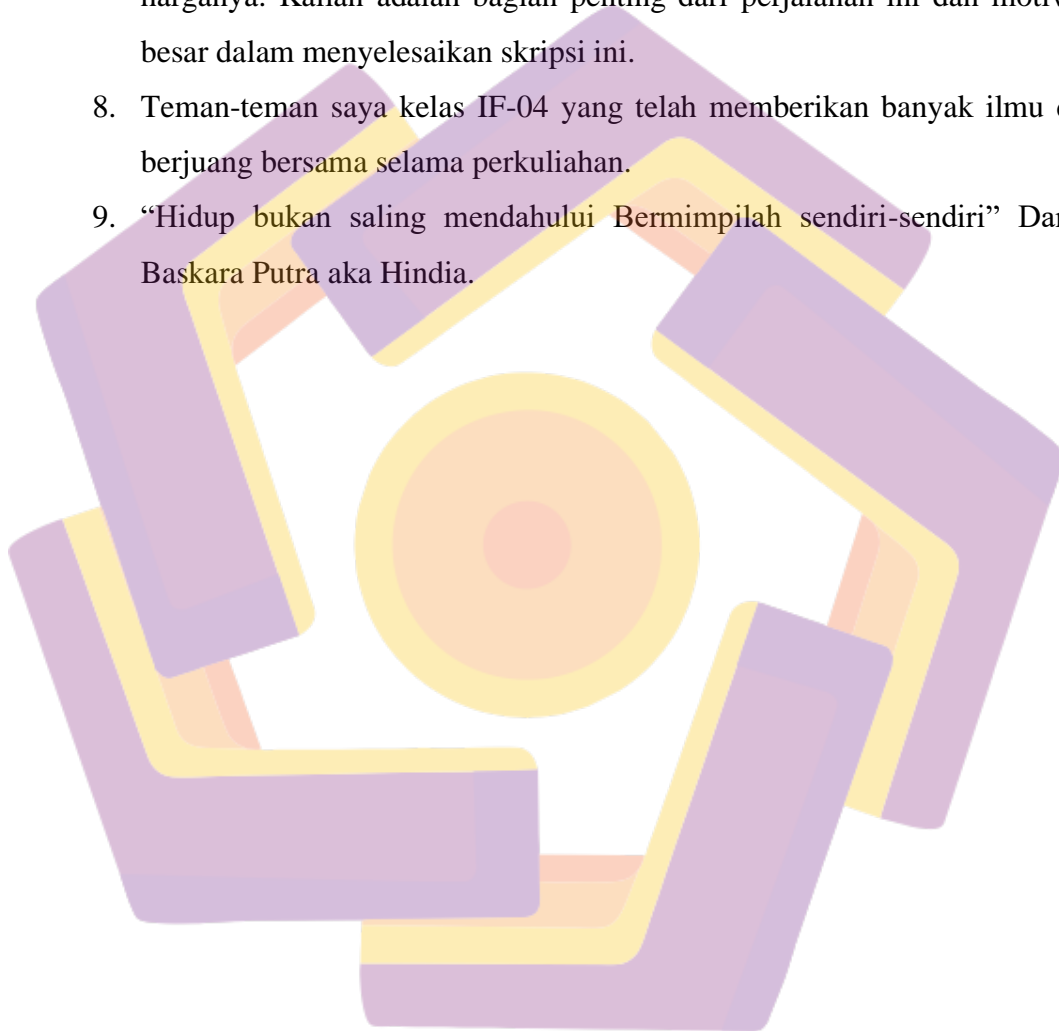 harganya. Kalian adalah bagian penting dari perjalanan ini dan
besar dalam menyelesaikan skripsi ini.
8. Teman-teman saya kelas IF-04 yang telah memberikan banyak ilmu
berjuang bersama selama perkuliahan.
9. “Hidup bukan saling mendahului Bermimpilah sendiri-sendiri”
Baskara Putra aka Hindia.